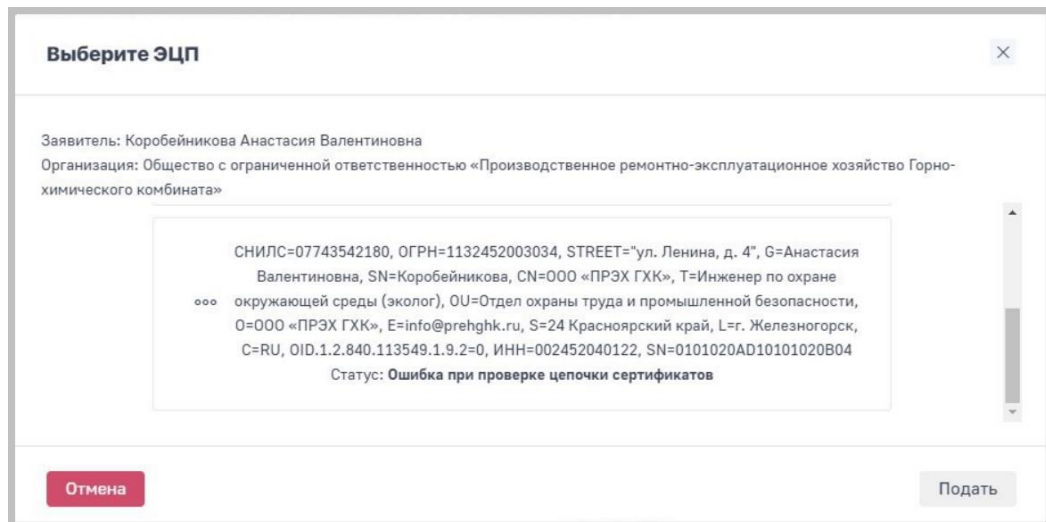 Выберите ЭЦП
Заявитель: Коробейникова Анастасия Валентиновна
Организация: Общество с ограниченной ответственностью «Производственное ремонтно-эксплуатационное хозяйство Горно-
химического комбината»
СНИЛС=07743542180, ОГРН=1132452003034, STREET="ул. Ленина, д. 4", G=Анастасия
Валентиновна, SN=Коробейникова, CN=ООО «ПРЭХ ГХК», T=Инженер по охране
окружающей среды (эколог), OU=Отдел охраны труда и промышленной безопасности,
O=ООО «ПРЭХ ГХК», E=info@prehghk.ru, S=24 Красноярский край, L=г. Железногорск,
C=RU, OID.1.2.840.113549.1.9.2=0, ИНН=002452040122, SN=0101020AD10101020B04
Статус: Ошибка при проверке цепочки сертификатов
Отмена
Подать